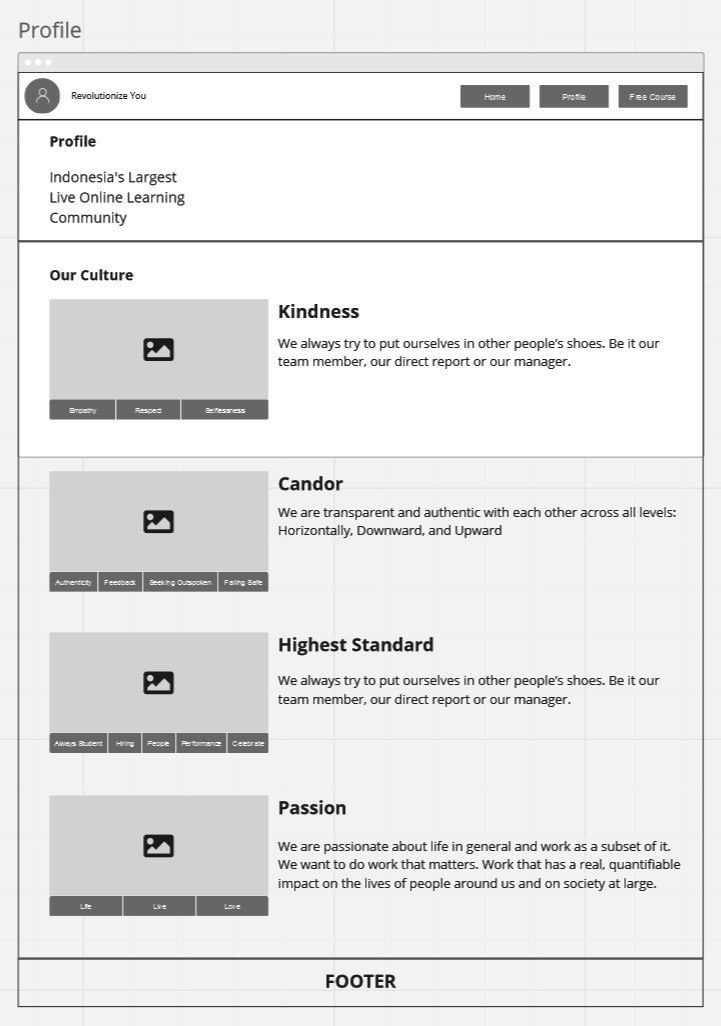 Profile
Revolutionize You
Home
Profile
Free Course
Profile
Indonesia's Largest
Live Online Learning
Community
Our Culture
Kindness
We always try to put ourselves in other people's shoes. Be it our
team member, our direct report or our manager.
Empathy
Respect
Selflessness
Candor
We are transparent and authentic with each other across all levels:
Horizontally, Downward, and Upward
Authenticity
Feedback
Seeking Outspoken
Failing Safe
Highest Standard
We always try to put ourselves in other people's shoes. Be it our
team member, our direct report or our manager.
Always Student
Hiring
People
Performance
Celebrate
Passion
We are passionate about life in general and work as a subset of it.
We want to do work that matters. Work that has a real, quantifiable
impact on the lives of people around us and on society at large.
Life
Live
Love
FOOTER